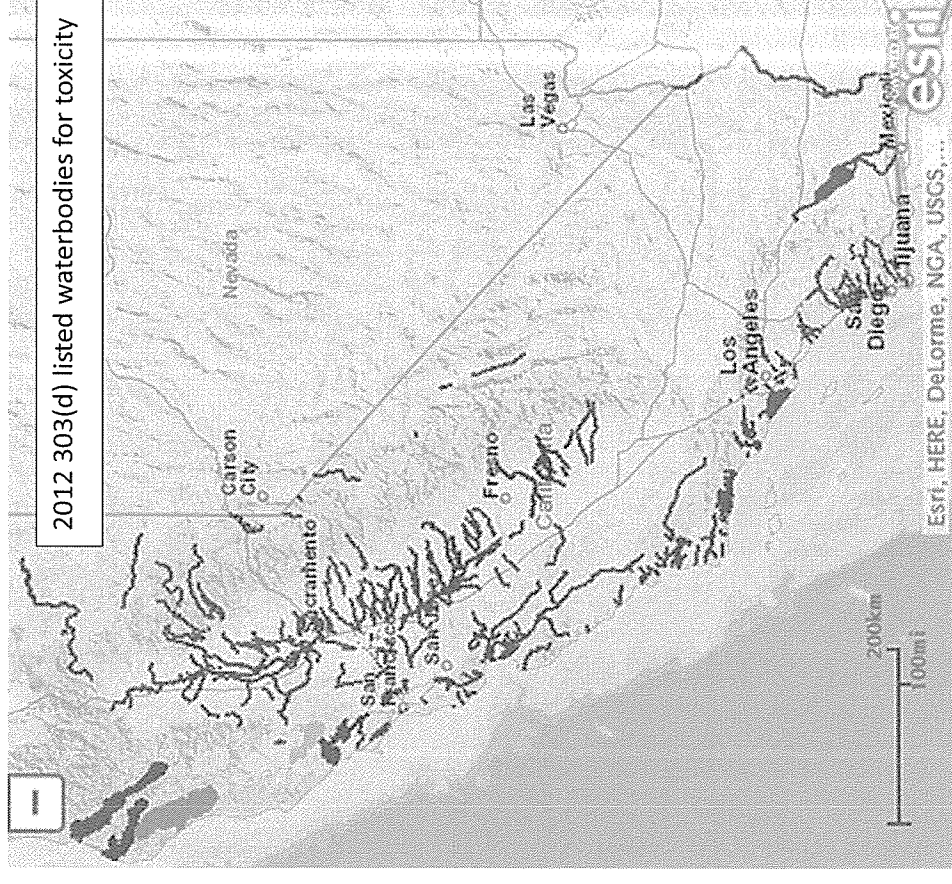 2012 303(d) listed waterbodies for toxicity
Las
Vegas
Nevada
Carson
City
Sacramento
San
Francisco
San
Fresno
California
Los
Angeles
San
Diego
Tijuana
Mexicali
200km
100mi
esri
Esri, HERE, DeLorme, NGA, USGS,...